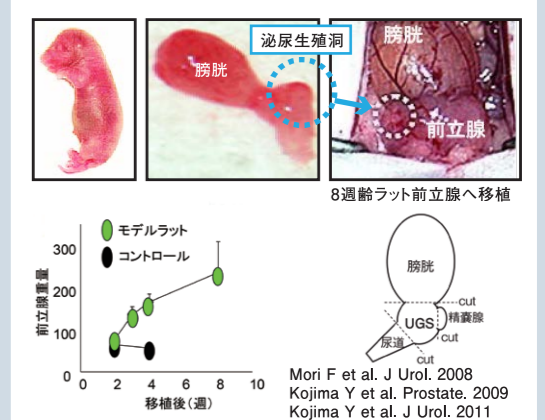 泌尿生殖洞
膀胱
膀胱
前立腺
8週齢ラット前立腺へ移植
モデルラット
コントロール
前立腺重量
300
200
100
0
0
2
4
6
8
10
移植後（週）
膀胱
cut
UGS
精嚢腺
cut
尿道
cut
Mori F et al. J Urol. 2008
Kojima Y et al. Prostate. 2009
Kojima Y et al. J Urol. 2011